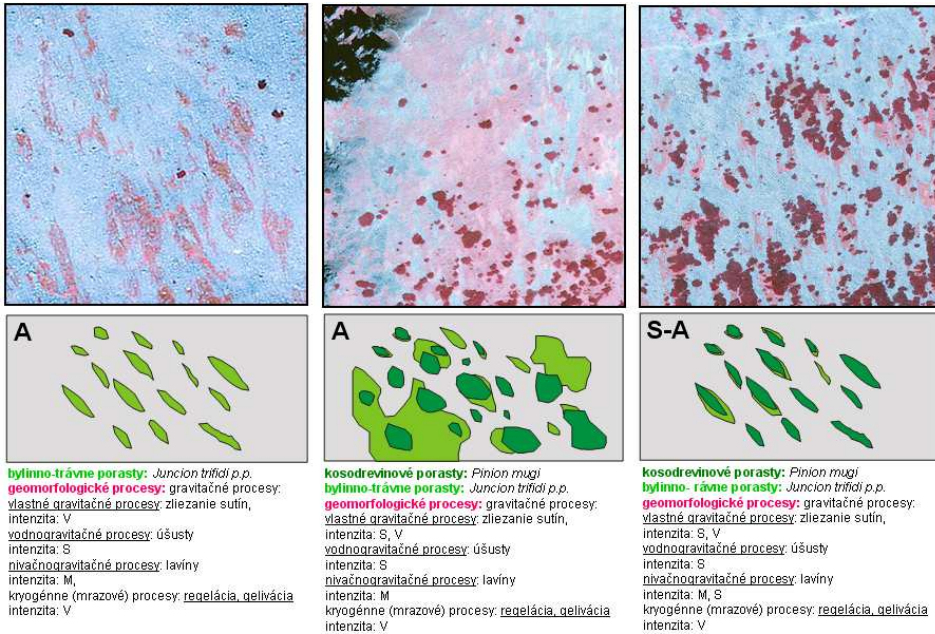 A
bylinno-trávne porasty: Juncion trifidi p.p.
geomorfologické procesy: gravitačné procesy:
vlastné gravitačné procesy: zliezanie sutín,
intenzita: V
vodnogravitačné procesy: úšusty
intenzita: S
nivačnogravitačné procesy: lavíny
intenzita: M,
kryogénne (mrazové) procesy: regelácia, gelivácia
intenzita: V
A
kosodrevinové porasty: Pinion mugi
bylinno-trávne porasty: Juncion trifidi p.p.
geomorfologické procesy: gravitačné procesy:
vlastné gravitačné procesy: zliezanie sutín,
intenzita: S, V
vodnogravitačné procesy: úšusty
intenzita: S
nivačnogravitačné procesy: lavíny
intenzita: M
kryogénne (mrazové) procesy: regelácia, gelivácia
intenzita: V
S-A
kosodrevinové porasty: Pinion mugi
bylinno- trávne porasty: Juncion trifidi p.p.
geomorfologické procesy: gravitačné procesy:
vlastné gravitačné procesy: zliezanie sutín,
intenzita: S, V
vodnogravitačné procesy: úšusty
intenzita: S
nivačnogravitačné procesy: lavíny
intenzita: M, S
kryogénne (mrazové) procesy: regelácia, gelivácia
intenzita: V